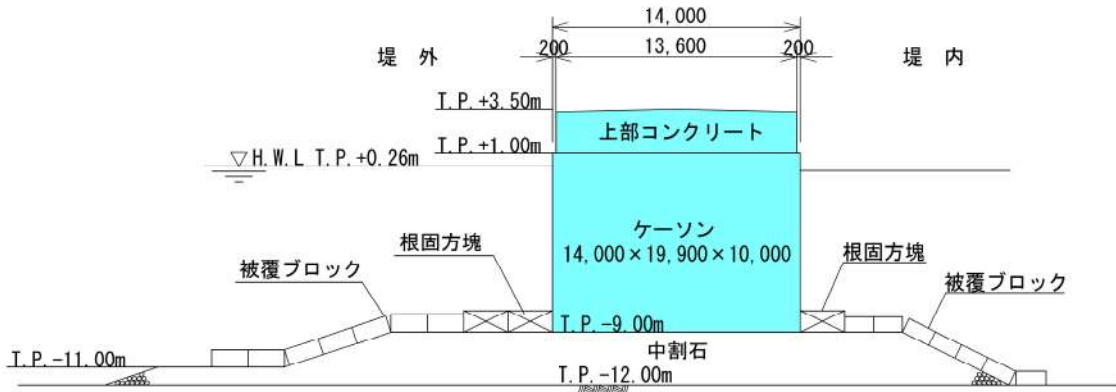 14,000
200 13,600 200
堤 外
堤 内
T.P.+3.50m
上部コンクリート
T.P.+1.00m
H.W.L T.P.+0.26m
ケーソン
14,000×19,900×10,000
根固方塊
根固方塊
被覆ブロック
被覆ブロック
T.P.-9.00m
中割石
T.P.-11.00m
T.P.-12.00m